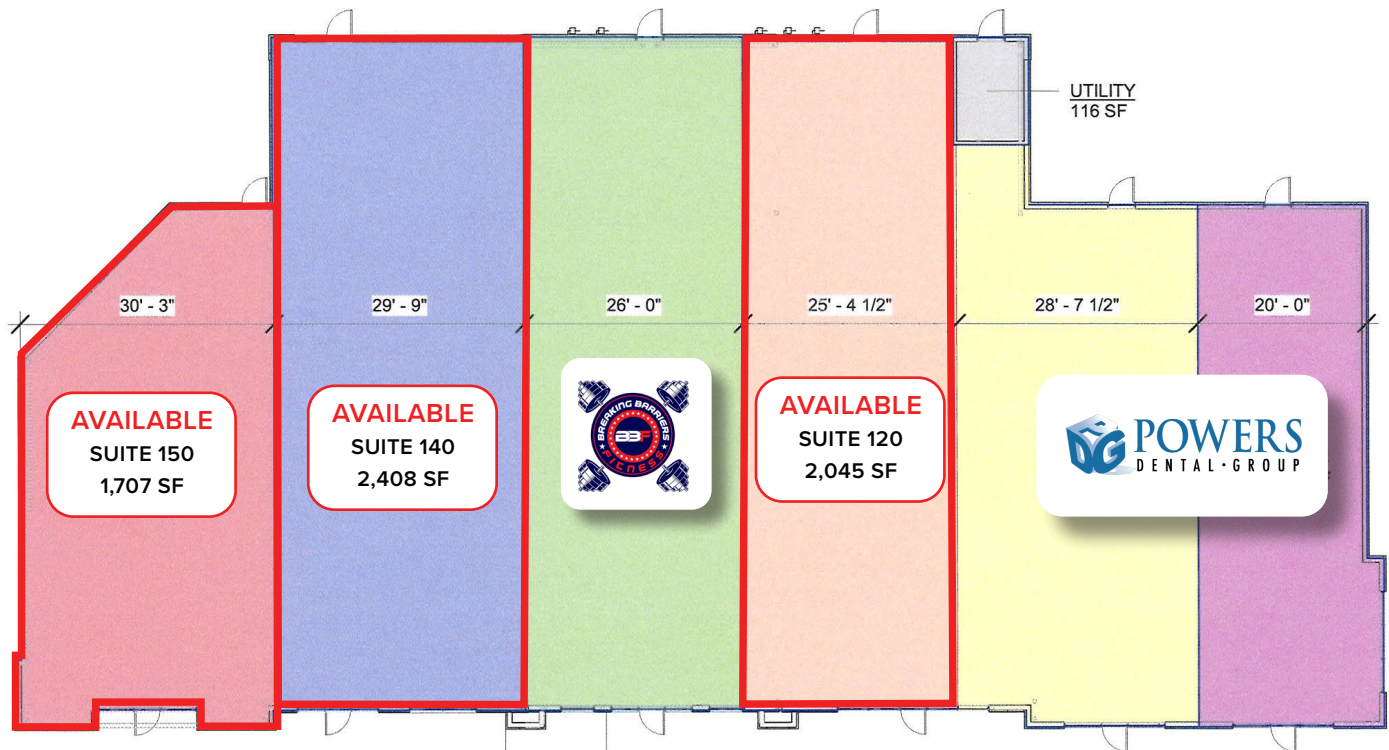 UTILITY
116 SF
30' - 3"
29' - 9"
26' - 0"
25' - 4 1/2"
28' - 7 1/2"
20' - 0"
AVAILABLE
SUITE 150
1,707 SF
AVAILABLE
SUITE 140
2,408 SF
BREAKING BARRIERS
BBF
FITNESS
AVAILABLE
SUITE 120
2,045 SF
PDG
POWERS
DENTAL·GROUP